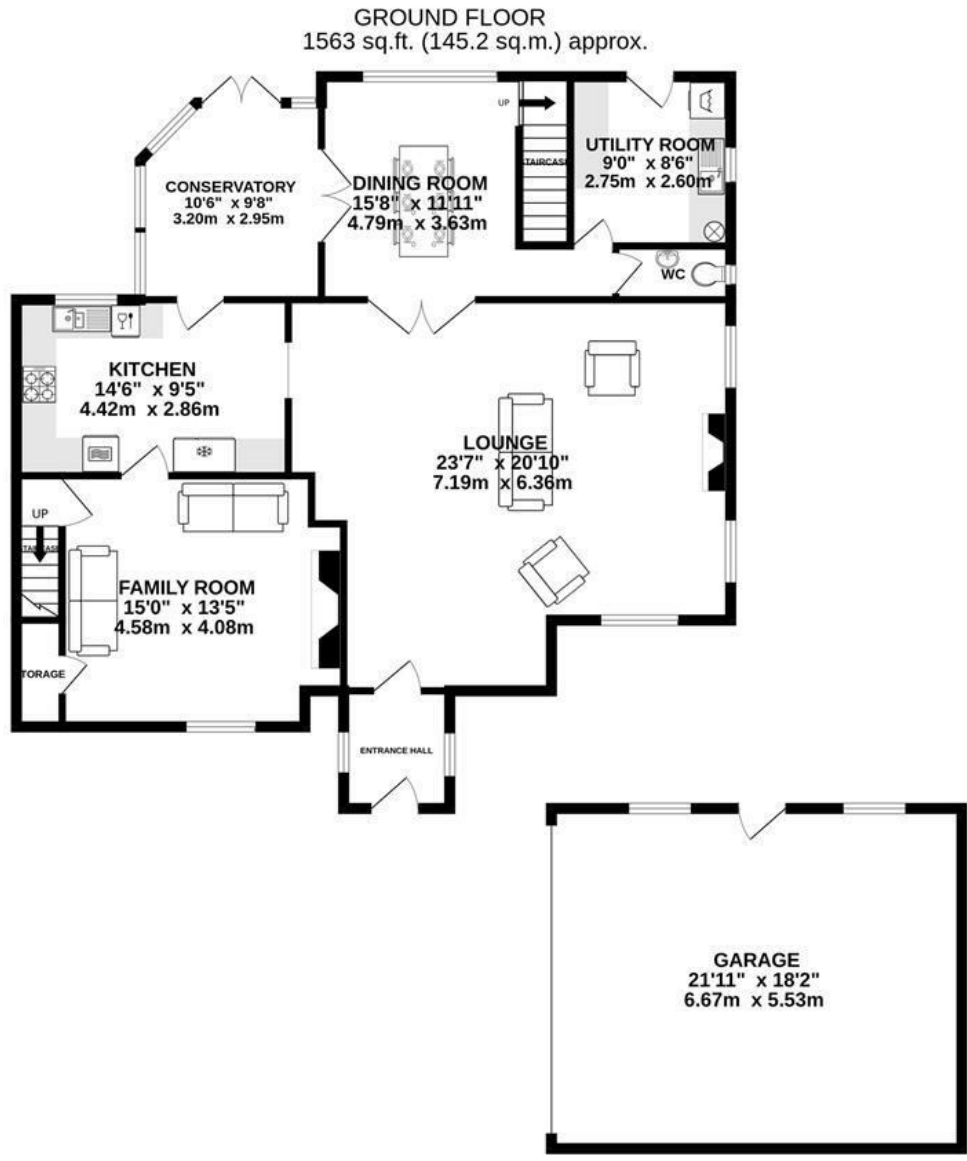 GROUND FLOOR
1563 sq.ft. (145.2 sq.m.) approx.
UP
STAIRCASE
UTILITY ROOM
9'0" x 8'6"
2.75m x 2.60m
CONSERVATORY
10'6" x 9'8"
3.20m x 2.95m
DINING ROOM
15'8" x 11'11"
4.79m x 3.63m
WC
KITCHEN
14'6" x 9'5"
4.42m x 2.86m
LOUNGE
23'7" x 20'10"
7.19m x 6.36m
UP
STAIRCASE
FAMILY ROOM
15'0" x 13'5"
4.58m x 4.08m
TORAGE
ENTRANCE HALL
GARAGE
21'11" x 18'2"
6.67m x 5.53m